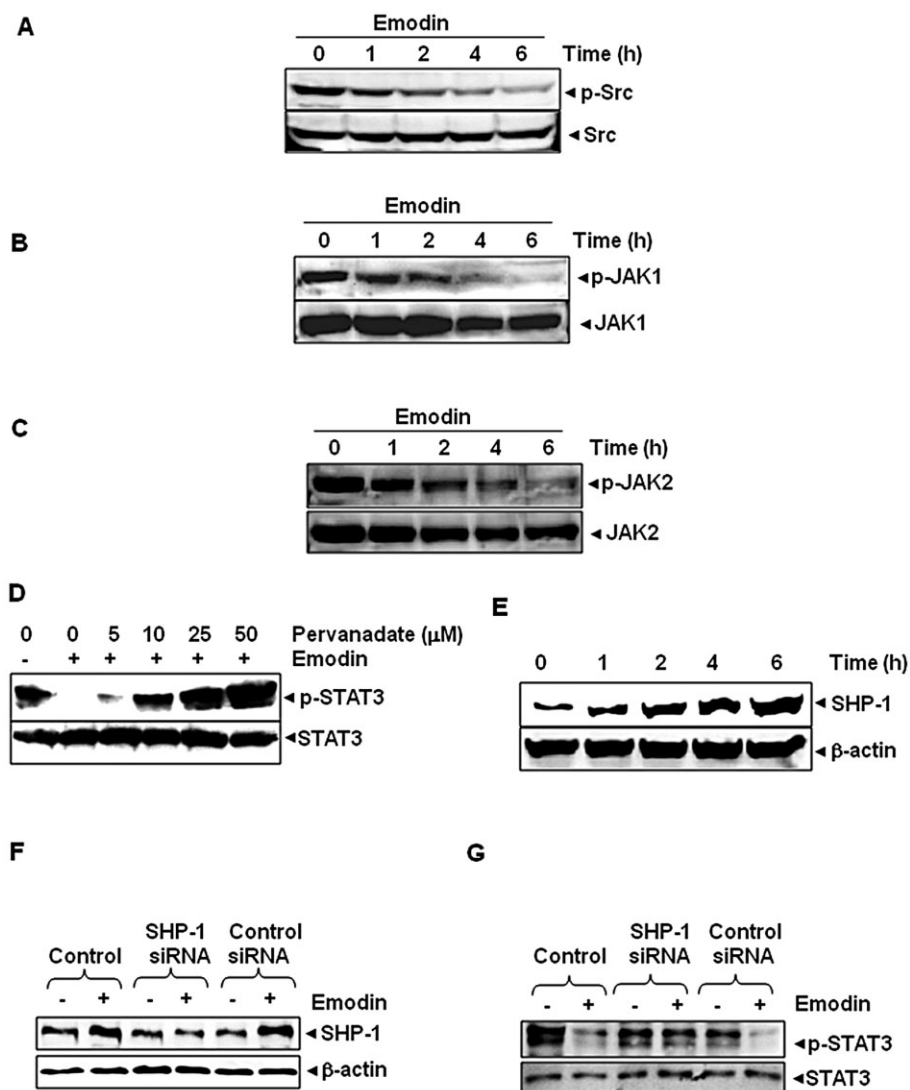 A
Emodin
0 1 2 4 6 Time (h)
◄p-Src
◄Src
B
Emodin
0 1 2 4 6 Time (h)
◄p-JAK1
◄JAK1
C
Emodin
0 1 2 4 6 Time (h)
◄p-JAK2
◄JAK2
D
0 0 5 10 25 50 Pervanadate (μM)
- + + + + + Emodin
◄p-STAT3
◄STAT3
E
0 1 2 4 6 Time (h)
◄SHP-1
◄β-actin
F
Control SHP-1 siRNA Control siRNA
- + - + - + Emodin
◄SHP-1
◄β-actin
G
Control SHP-1 siRNA Control siRNA
- + - + - + Emodin
◄p-STAT3
◄STAT3